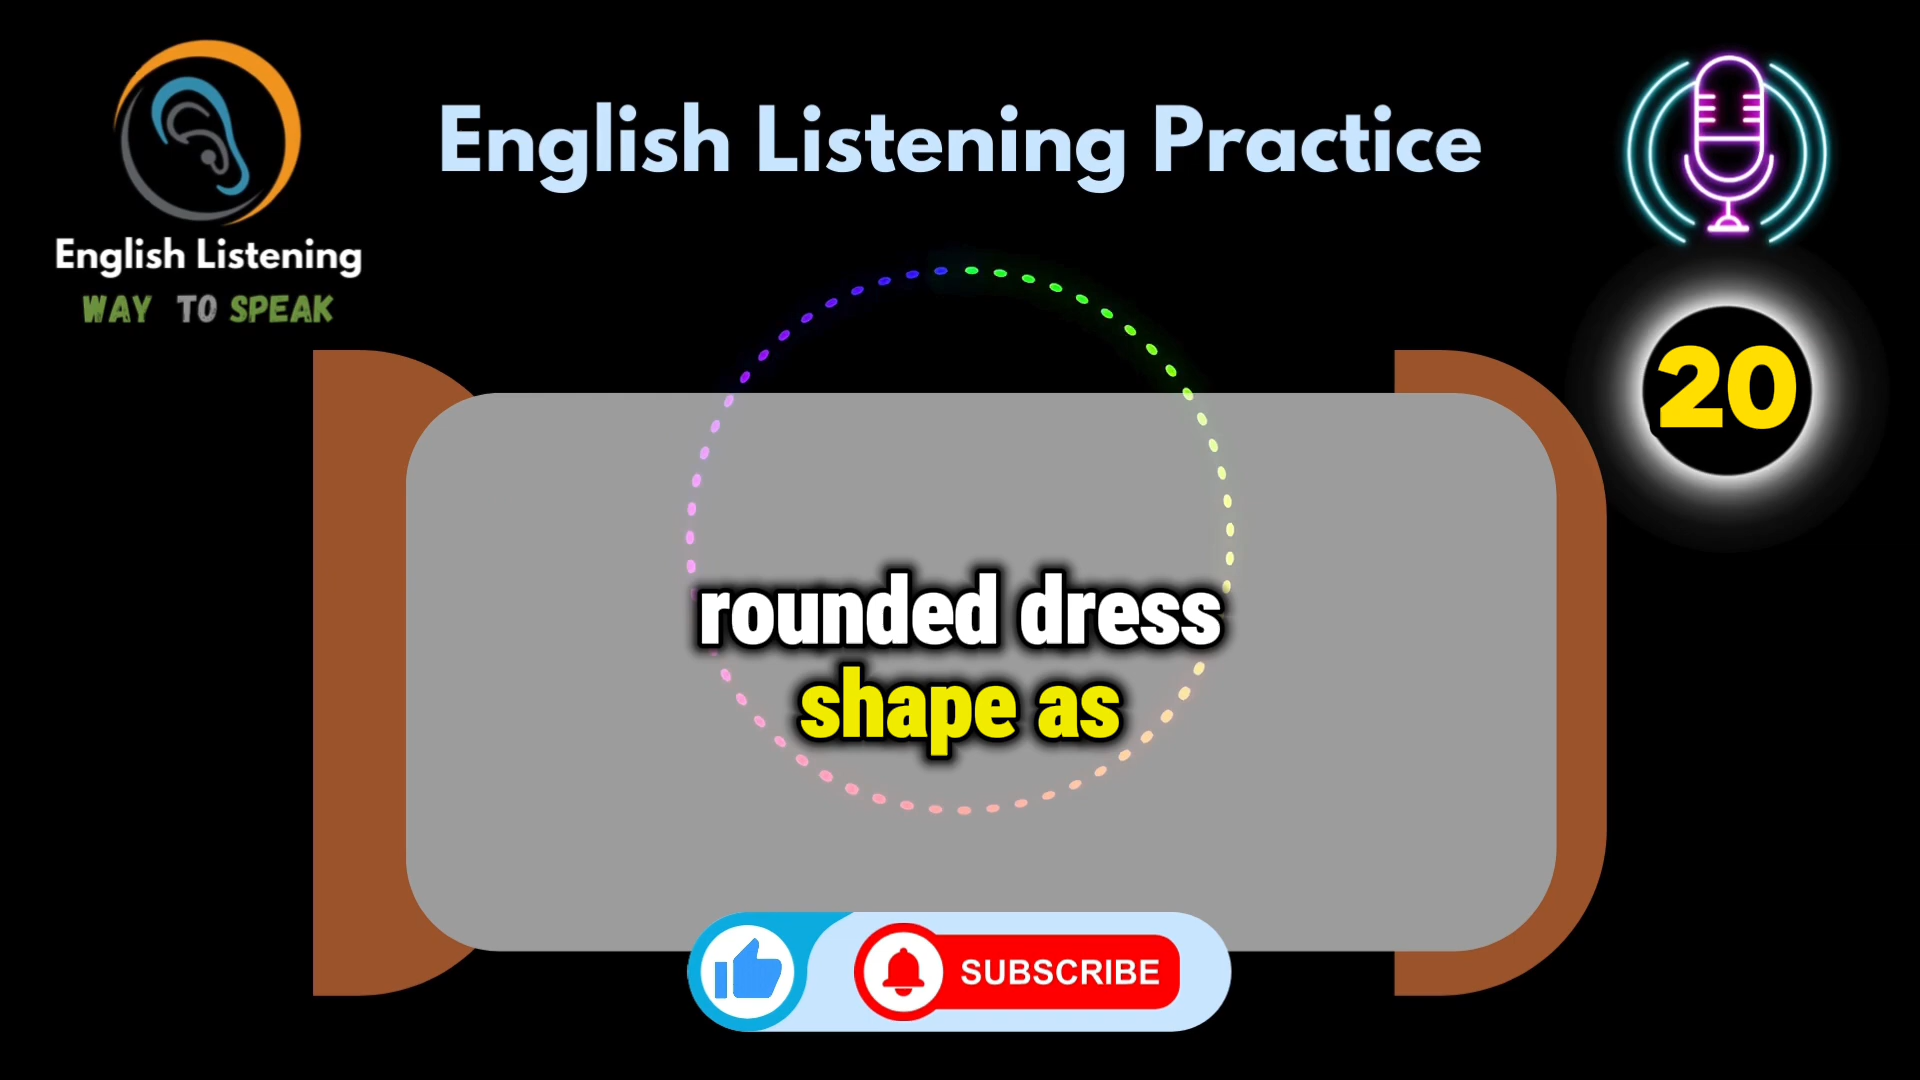 English Listening Practice
English Listening
WAY TO SPEAK
20
rounded dress
shape as
SUBSCRIBE